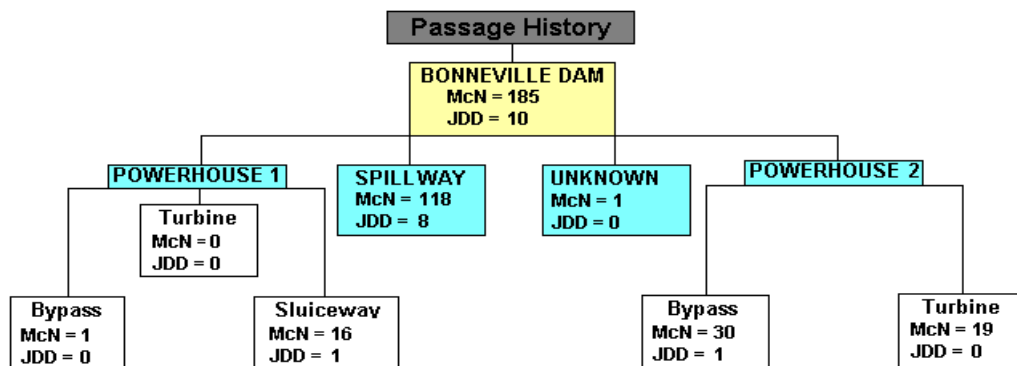 Passage History
BONNEVILLE DAM
McN = 185
JDD = 10
POWERHOUSE 1
SPILLWAY
McN = 118
JDD = 8
UNKNOWN
McN = 1
JDD = 0
POWERHOUSE 2
Turbine
McN = 0
JDD = 0
Bypass
McN = 1
JDD = 0
Sluiceway
McN = 16
JDD = 1
Bypass
McN = 30
JDD = 1
Turbine
McN = 19
JDD = 0